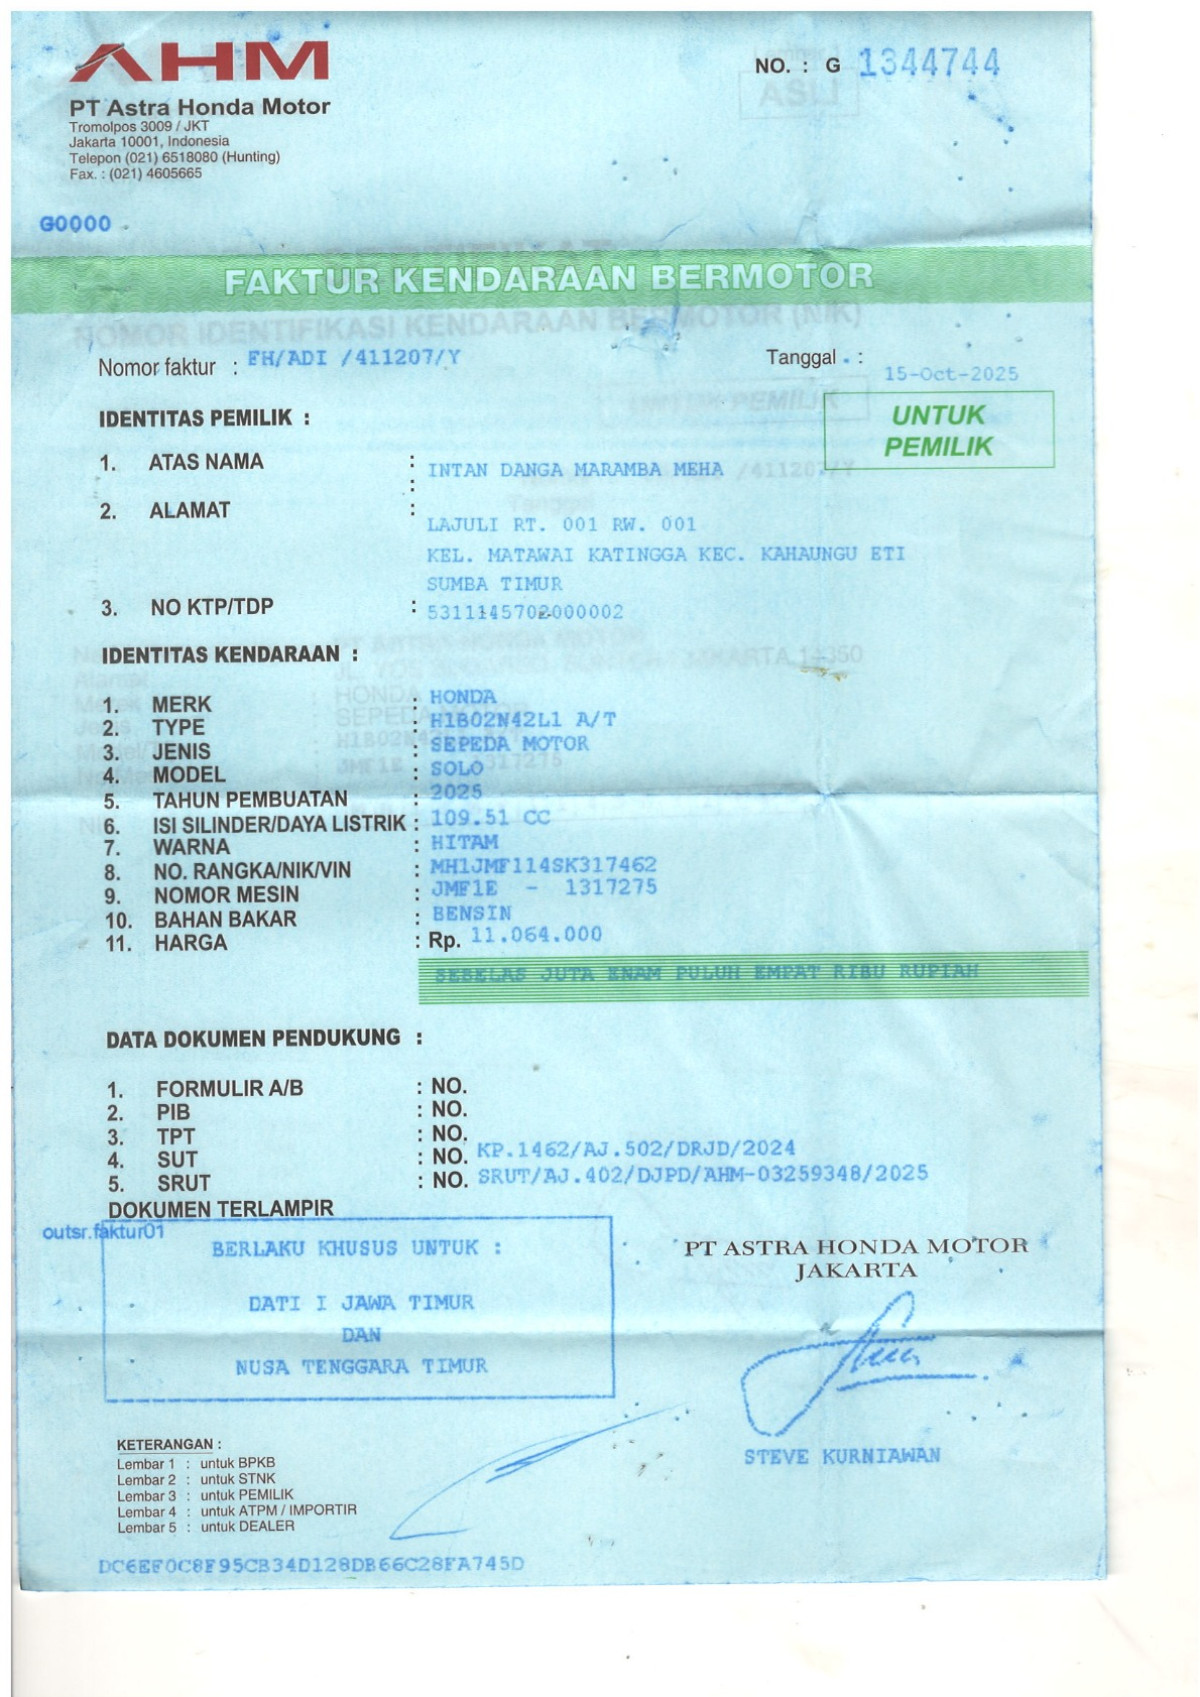 AHM
NO. : G 1344744
PT Astra Honda Motor
Tromolpos 3009 / JKT
Jakarta 10001, Indonesia
Telepon (021) 6518080 (Hunting)
Fax. : (021) 4605665
G0000
FAKTUR KENDARAAN BERMOTOR
NOMOR IDENTIFIKASI KENDARAAN BERMOTOR (NIK)
Nomor faktur : FH/ADI /411207/Y
Tanggal :
15-Oct-2025
IDENTITAS PEMILIK :
UNTUK
PEMILIK
1. ATAS NAMA : INTAN DANGA MARAMBA MEHA
:
2. ALAMAT : LAJULI RT. 001 RW. 001
KEL. MATAWAI KATINGGA KEC. KAHAUNGU ETI
SUMBA TIMUR
3. NO KTP/TDP : 5311145702000002
IDENTITAS KENDARAAN :
1. MERK : HONDA
2. TYPE : H1B02N42L1 A/T
3. JENIS : SEPEDA MOTOR
4. MODEL : SOLO
5. TAHUN PEMBUATAN : 2025
6. ISI SILINDER/DAYA LISTRIK : 109.51 CC
7. WARNA : HITAM
8. NO. RANGKA/NIK/VIN : MH1JMF114SK317462
9. NOMOR MESIN : JMF1E - 1317275
10. BAHAN BAKAR : BENSIN
11. HARGA : Rp. 11.064.000
SEBELAS JUTA ENAM PULUH EMPAT RIBU RUPIAH
DATA DOKUMEN PENDUKUNG :
1. FORMULIR A/B : NO.
2. PIB : NO.
3. TPT : NO.
4. SUT : NO. KP.1462/AJ.502/DRJD/2024
5. SRUT : NO. SRUT/AJ.402/DJPD/AHM-03259348/2025
DOKUMEN TERLAMPIR
outsr.faktur01
BERLAKU KHUSUS UNTUK :
DATI I JAWA TIMUR
DAN
NUSA TENGGARA TIMUR
PT ASTRA HONDA MOTOR
JAKARTA
STEVE KURNIAWAN
KETERANGAN :
Lembar 1 : untuk BPKB
Lembar 2 : untuk STNK
Lembar 3 : untuk PEMILIK
Lembar 4 : untuk ATPM / IMPORTIR
Lembar 5 : untuk DEALER
DC6EF0C8F95CB34D128DB66C28FA745D